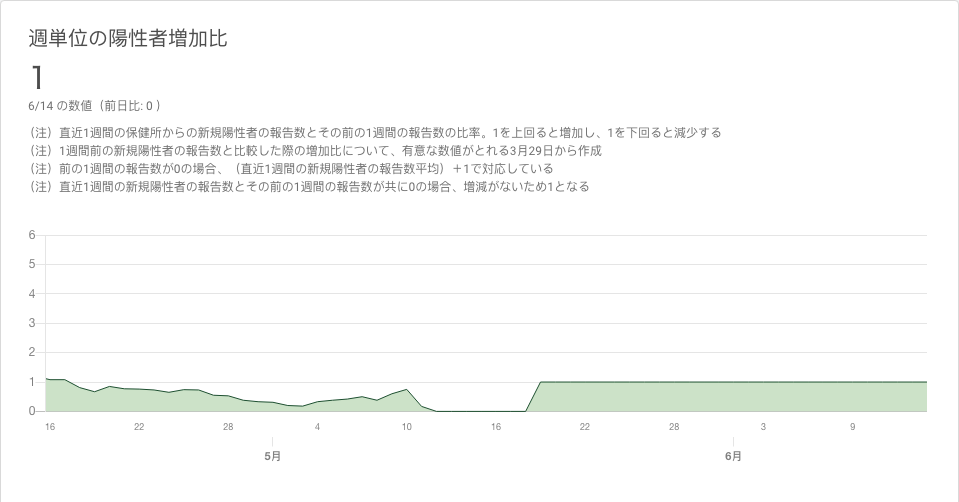 週単位の陽性者増加比
1
6/14 の数値（前日比: 0 ）
（注）直近1週間の保健所からの新規陽性者の報告数とその前の1週間の報告数の比率。1を上回ると増加し、1を下回ると減少する
（注）1週間前の新規陽性者の報告数と比較した際の増加比について、有意な数値がとれる3月29日から作成
（注）前の1週間の報告数が0の場合、（直近1週間の新規陽性者の報告数平均）＋1で対応している
（注）直近1週間の新規陽性者の報告数とその前の1週間の報告数が共に0の場合、増減がないため1となる
6
5
4
3
2
1
0
16 22 28 4 10 16 22 28 3 9
5月 6月